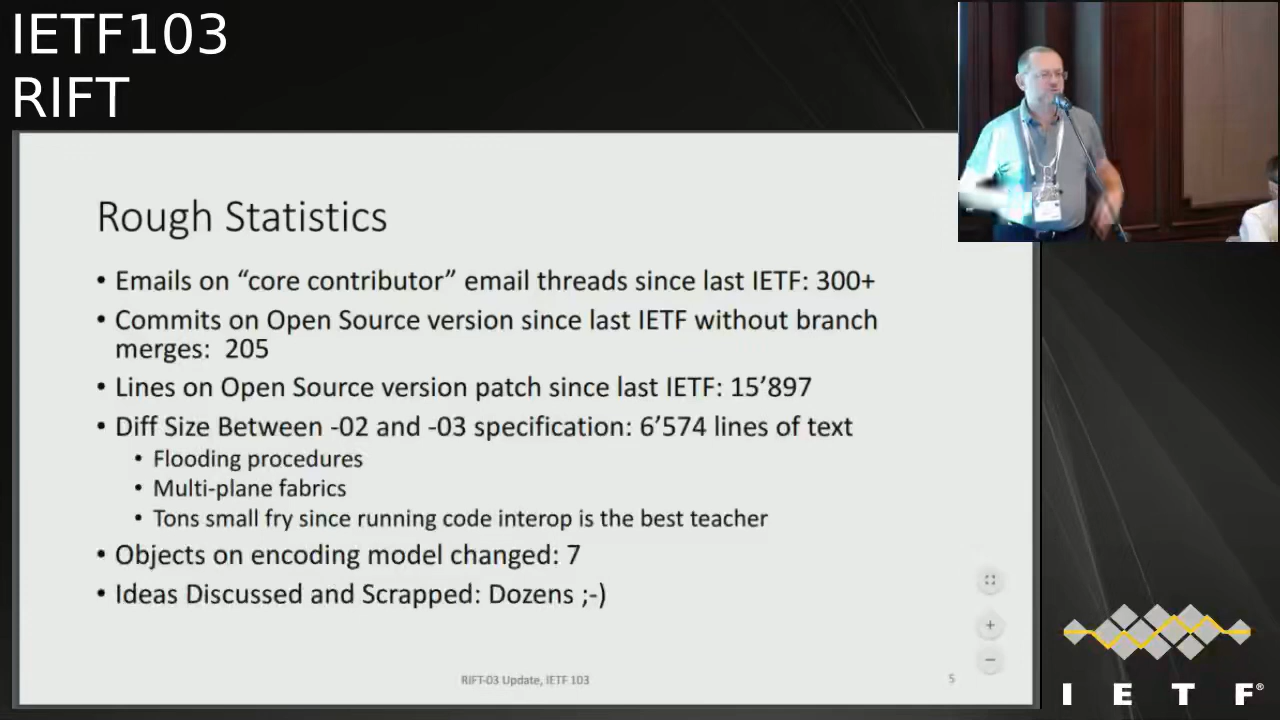 IETF103
RIFT
Rough Statistics
• Emails on “core contributor” email threads since last IETF: 300+
• Commits on Open Source version since last IETF without branch
merges:  205
• Lines on Open Source version patch since last IETF: 15’897
• Diff Size Between -02 and -03 specification: 6’574 lines of text
• Flooding procedures
• Multi-plane fabrics
• Tons small fry since running code interop is the best teacher
• Objects on encoding model changed: 7
• Ideas Discussed and Scrapped: Dozens ;-)
RIFT-03 Update, IETF 103
5
I E T F®